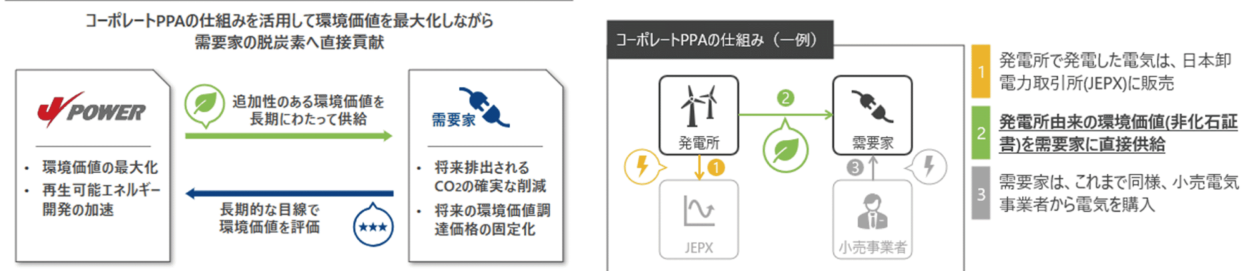 コーポレートPPAの仕組みを活用して環境価値を最大化しながら
需要家の脱炭素へ直接貢献
J POWER
・ 環境価値の最大化
・ 再生可能エネルギー
開発の加速
追加性のある環境価値を
長期にわたって供給
長期的な目線で
環境価値を評価
需要家
・ 将来排出される
CO2の確実な削減
・ 将来の環境価値調
達価格の固定化
コーポレートPPAの仕組み（一例）
発電所
2
需要家
1
3
JEPX
小売事業者
1
発電所で発電した電気は、日本卸
電力取引所(JEPX)に販売
2
発電所由来の環境価値(非化石証
書)を需要家に直接供給
3
需要家は、これまで同様、小売電気
事業者から電気を購入